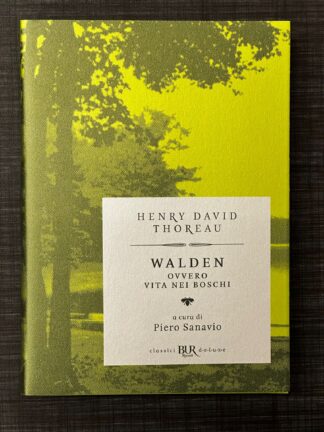 HENRY DAVID
THOREAU
WALDEN
OVVERO
VITA NEI BOSCHI
a cura di
Piero Sanavio
classici BUR deluxe